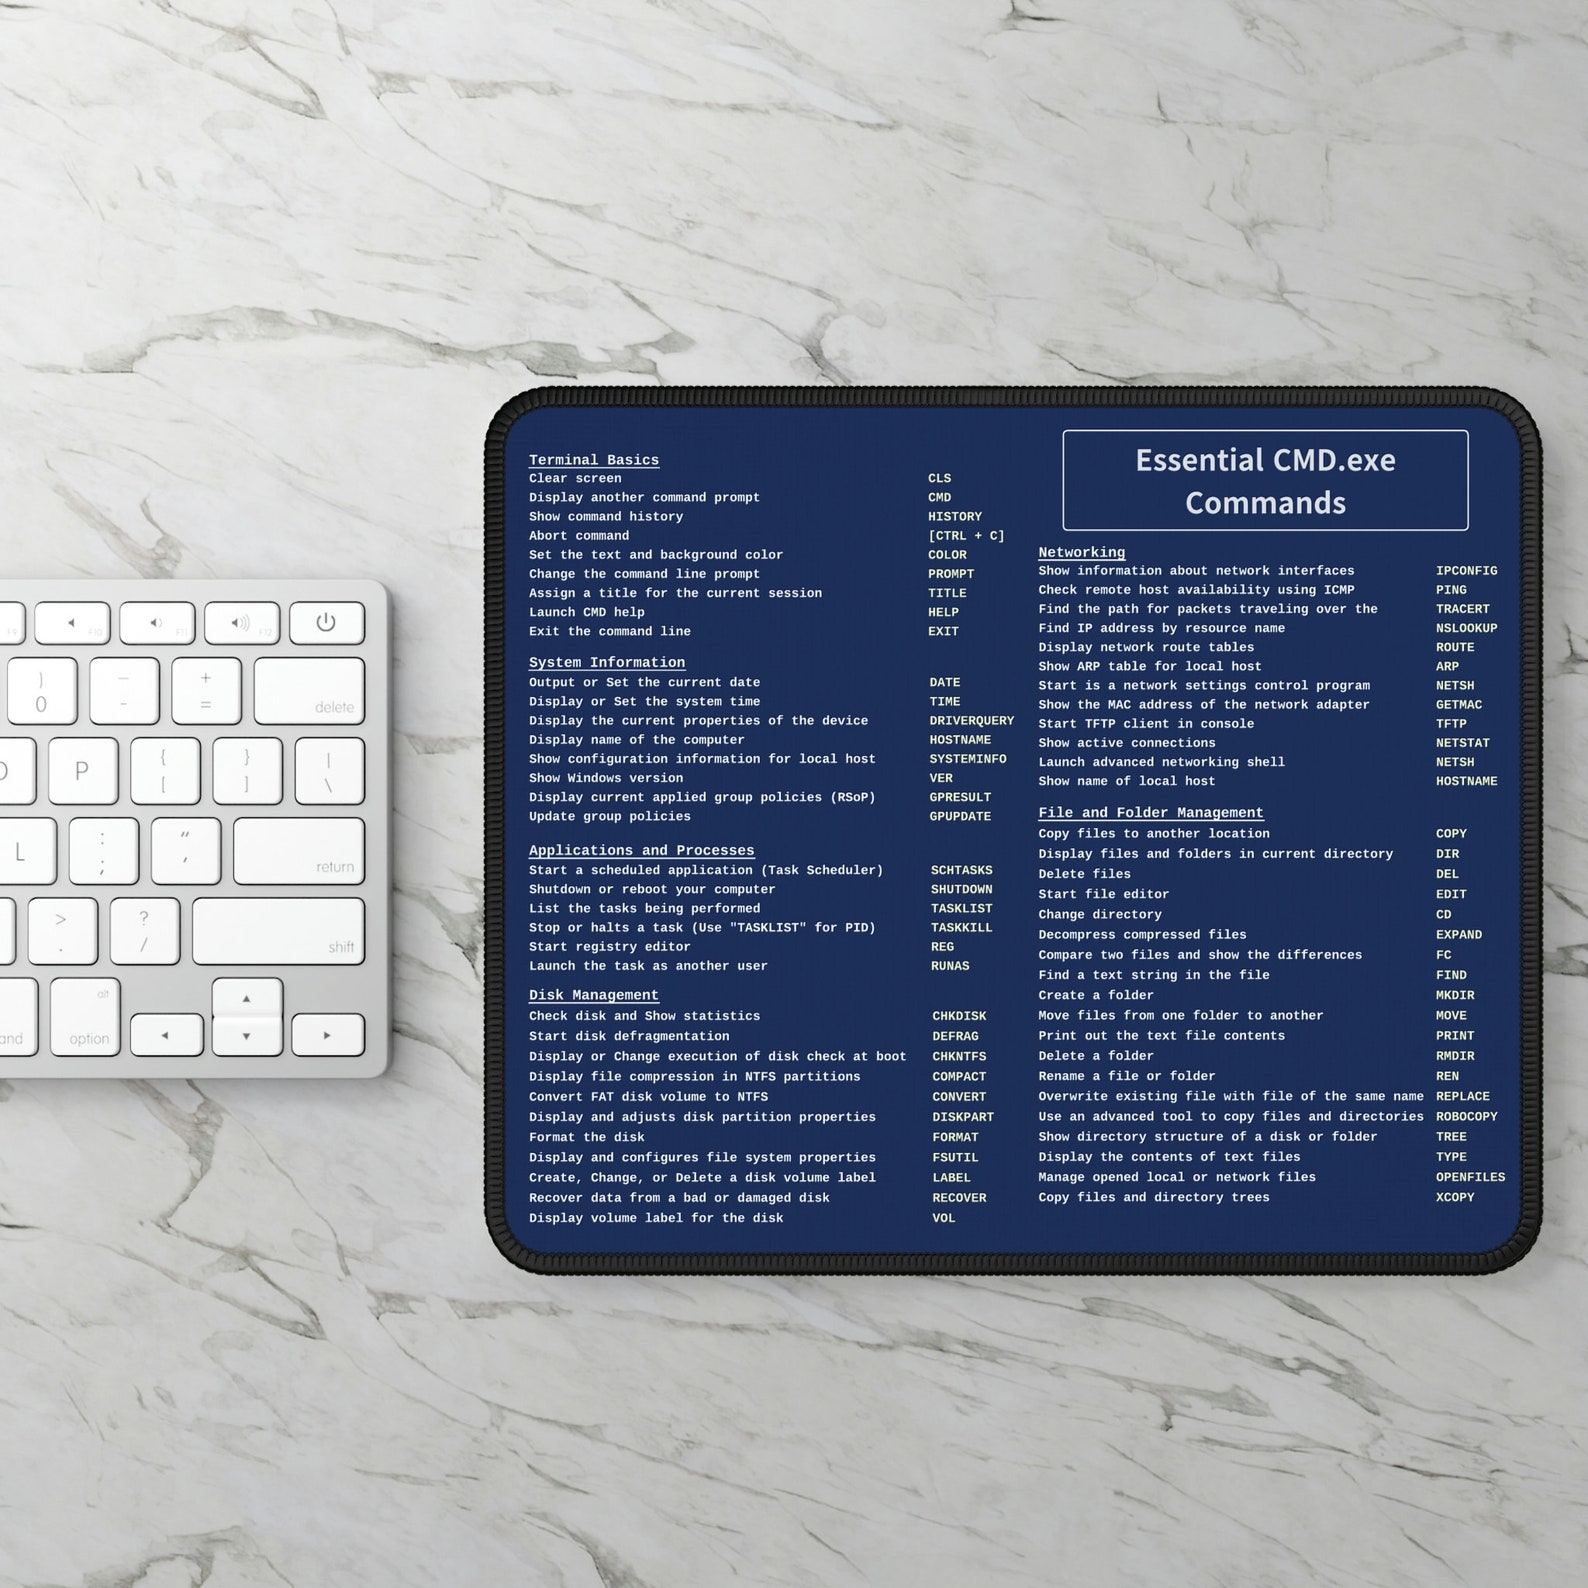 F9
F10
F11
F12
)
0
_
-
+
=
delete
O
P
{
[
}
]
|
\
L
:
;
"
'
return
>
.
?
/
shift
and
alt
option
Essential CMD.exe
Commands
Terminal Basics
Clear screen CLS
Display another command prompt CMD
Show command history HISTORY
Abort command [CTRL + C]
Set the text and background color COLOR
Change the command line prompt PROMPT
Assign a title for the current session TITLE
Launch CMD help HELP
Exit the command line EXIT
System Information
Output or Set the current date DATE
Display or Set the system time TIME
Display the current properties of the device DRIVERQUERY
Display name of the computer HOSTNAME
Show configuration information for local host SYSTEMINFO
Show Windows version VER
Display current applied group policies (RSoP) GPRESULT
Update group policies GPUPDATE
Applications and Processes
Start a scheduled application (Task Scheduler) SCHTASKS
Shutdown or reboot your computer SHUTDOWN
List the tasks being performed TASKLIST
Stop or halts a task (Use "TASKLIST" for PID) TASKKILL
Start registry editor REG
Launch the task as another user RUNAS
Disk Management
Check disk and Show statistics CHKDISK
Start disk defragmentation DEFRAG
Display or Change execution of disk check at boot CHKNTFS
Display file compression in NTFS partitions COMPACT
Convert FAT disk volume to NTFS CONVERT
Display and adjusts disk partition properties DISKPART
Format the disk FORMAT
Display and configures file system properties FSUTIL
Create, Change, or Delete a disk volume label LABEL
Recover data from a bad or damaged disk RECOVER
Display volume label for the disk VOL
Networking
Show information about network interfaces IPCONFIG
Check remote host availability using ICMP PING
Find the path for packets traveling over the TRACERT
Find IP address by resource name NSLOOKUP
Display network route tables ROUTE
Show ARP table for local host ARP
Start is a network settings control program NETSH
Show the MAC address of the network adapter GETMAC
Start TFTP client in console TFTP
Show active connections NETSTAT
Launch advanced networking shell NETSH
Show name of local host HOSTNAME
File and Folder Management
Copy files to another location COPY
Display files and folders in current directory DIR
Delete files DEL
Start file editor EDIT
Change directory CD
Decompress compressed files EXPAND
Compare two files and show the differences FC
Find a text string in the file FIND
Create a folder MKDIR
Move files from one folder to another MOVE
Print out the text file contents PRINT
Delete a folder RMDIR
Rename a file or folder REN
Overwrite existing file with file of the same name REPLACE
Use an advanced tool to copy files and directories ROBOCOPY
Show directory structure of a disk or folder TREE
Display the contents of text files TYPE
Manage opened local or network files OPENFILES
Copy files and directory trees XCOPY